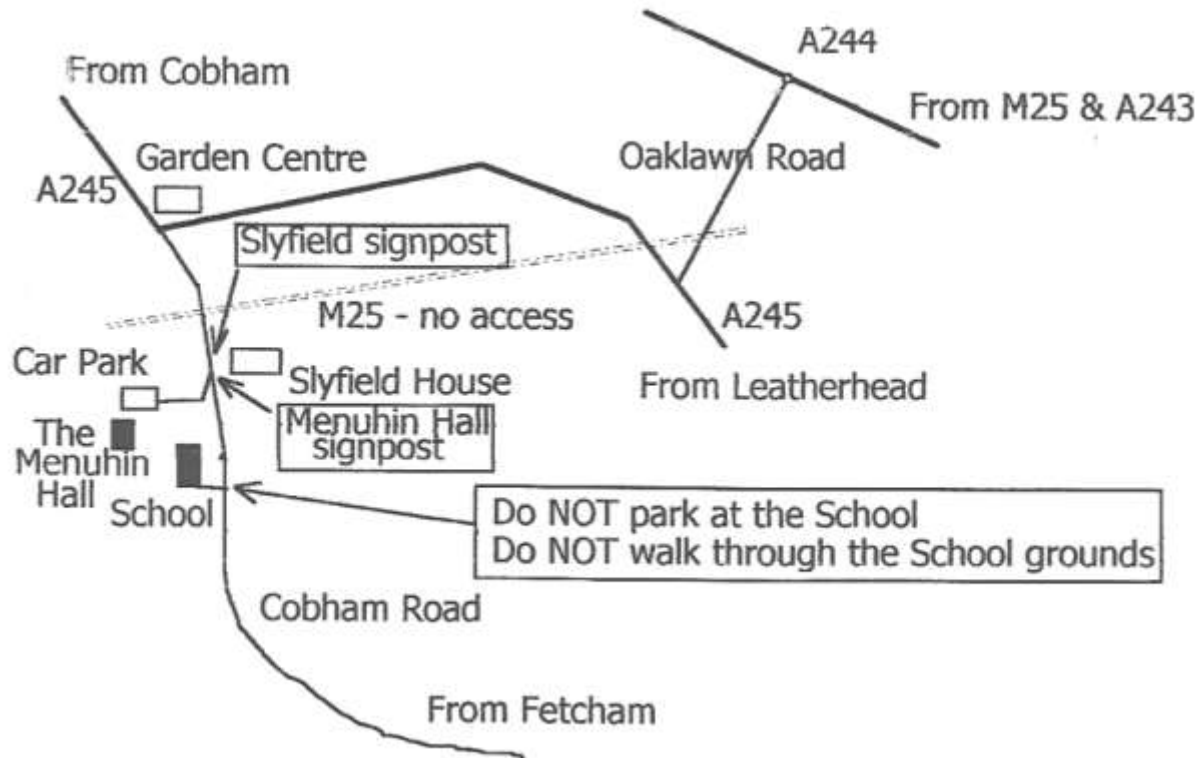 A244
From Cobham
From M25 & A243
Garden Centre
Oaklawn Road
A245
Slyfield signpost
M25 - no access
A245
Car Park
Slyfield House
From Leatherhead
Menuhin Hall
signpost
The
Menuhin
Hall
School
Do NOT park at the School
Do NOT walk through the School grounds
Cobham Road
From Fetcham